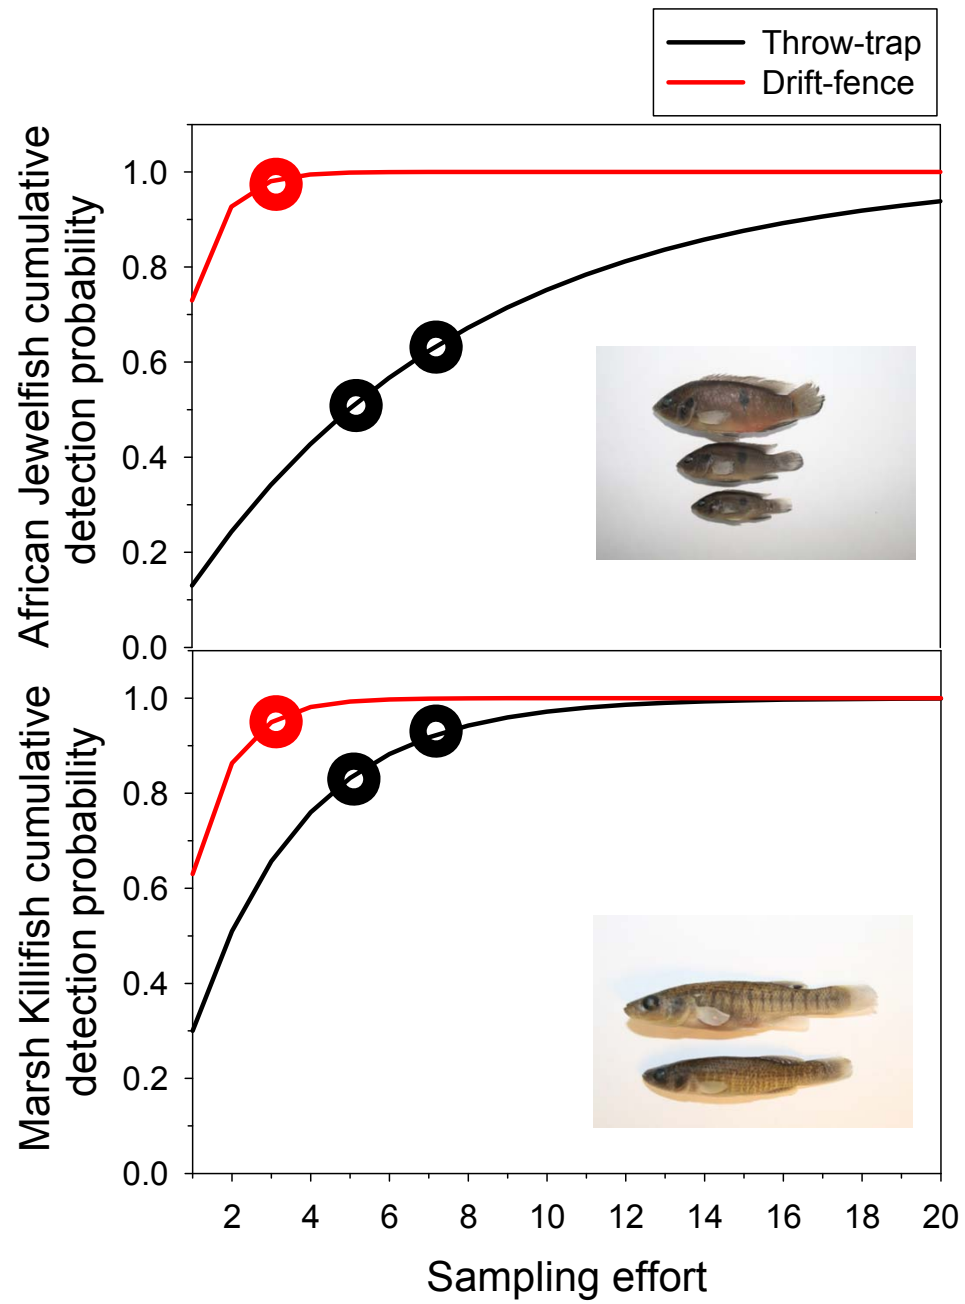 Throw-trap
Drift-fence
African Jewelfish cumulative
detection probability
1.0
0.8
0.6
0.4
0.2
0.0
Marsh Killifish cumulative
detection probability
1.0
0.8
0.6
0.4
0.2
0.0
2 4 6 8 10 12 14 16 18 20
Sampling effort